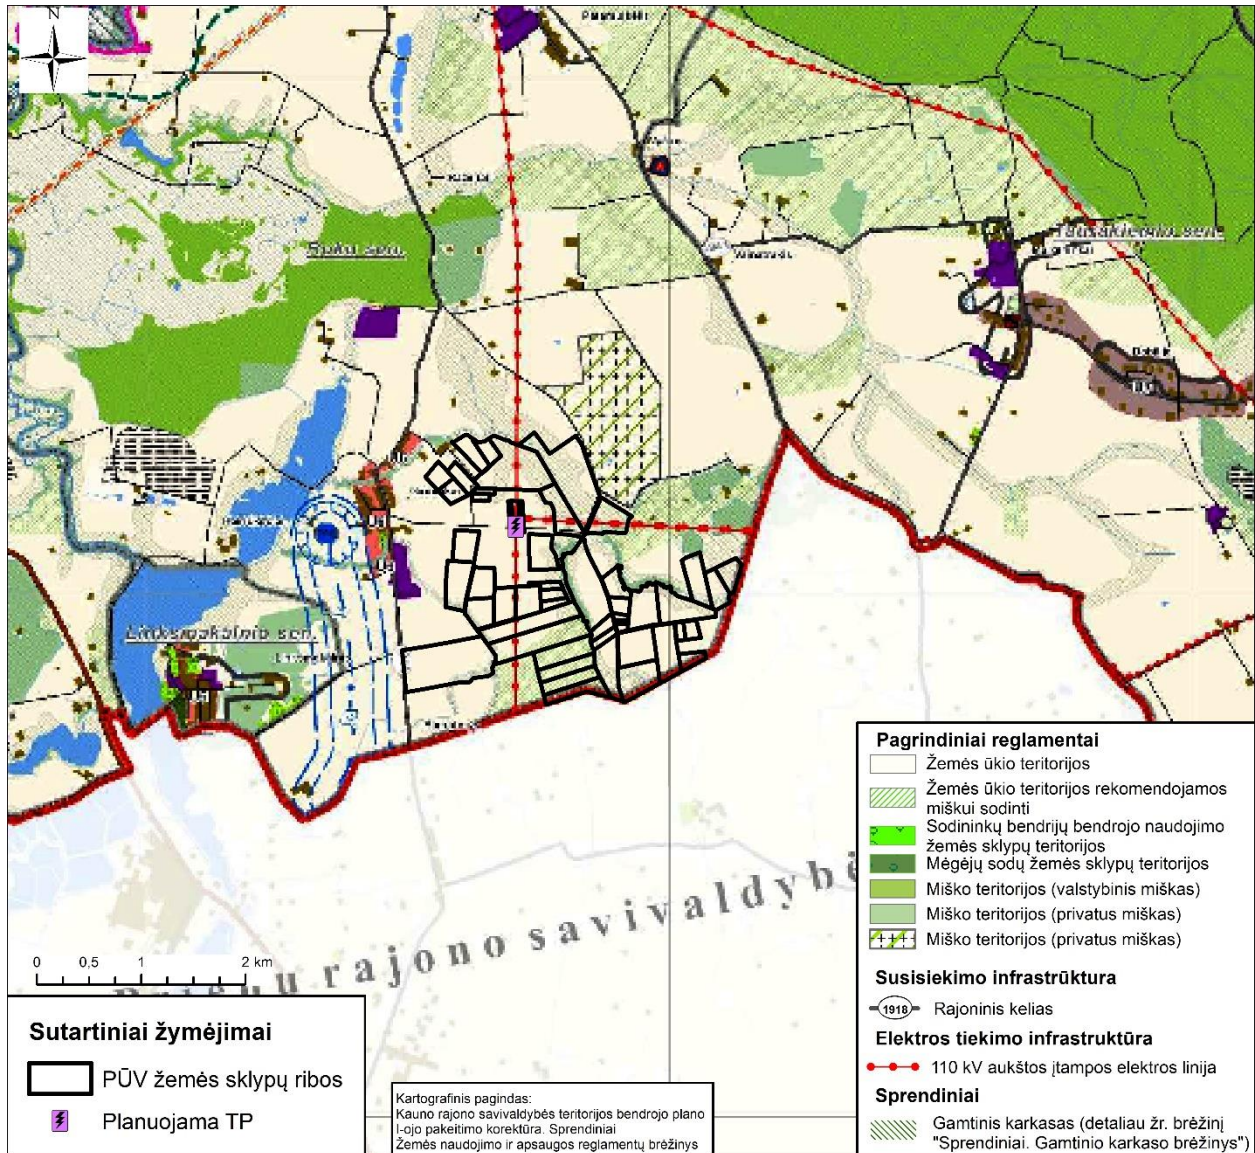 N
Ringaudų sen.
Taurakiemio sen.
Linksmakalnio sen.
rajono savivaldybė
0 0,5 1 2 km
Sutartiniai žymėjimai
PŪV žemės sklypų ribos
Planuojama TP
Kartografinis pagindas:
Kauno rajono savivaldybės teritorijos bendrojo plano
I-ojo pakeitimo korektūra. Sprendiniai
Žemės naudojimo ir apsaugos reglamentų brėžinys
Pagrindiniai reglamentai
Žemės ūkio teritorijos
Žemės ūkio teritorijos rekomendojamos
miškui sodinti
Sodininkų bendrijų bendrojo naudojimo
žemės sklypų teritorijos
Mėgėjų sodų žemės sklypų teritorijos
Miško teritorijos (valstybinis miškas)
Miško teritorijos (privatus miškas)
Miško teritorijos (privatus miškas)
Susisiekimo infrastrūktura
1918 Rajoninis kelias
Elektros tiekimo infrastruktūra
110 kV aukštos įtampos elektros linija
Sprendiniai
Gamtinis karkasas (detaliau žr. brėžinį
"Sprendiniai. Gamtinio karkaso brėžinys")